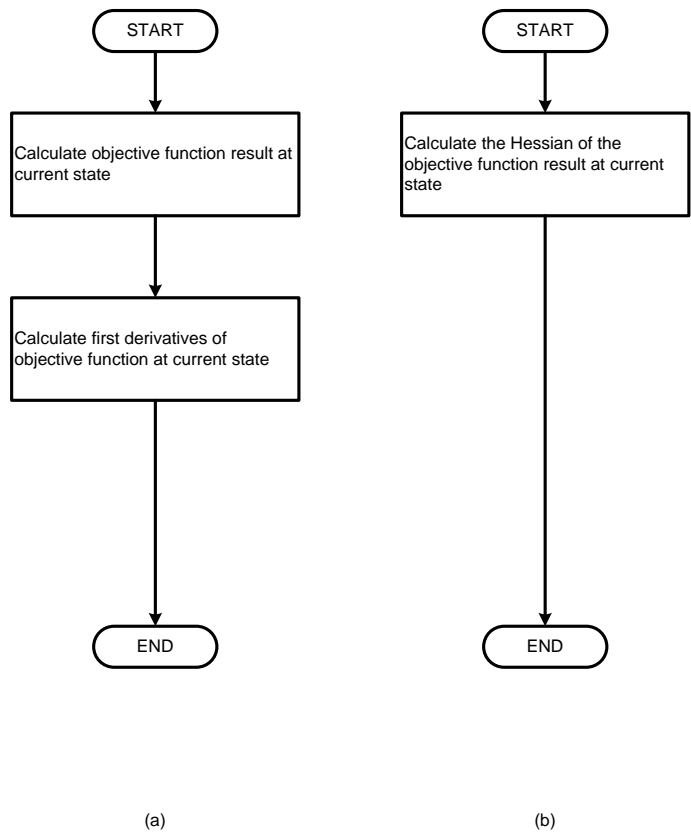 START
Calculate objective function result at
current state
Calculate first derivatives of
objective function at current state
END
(a)
START
Calculate the Hessian of the
objective function result at current
state
END
(b)